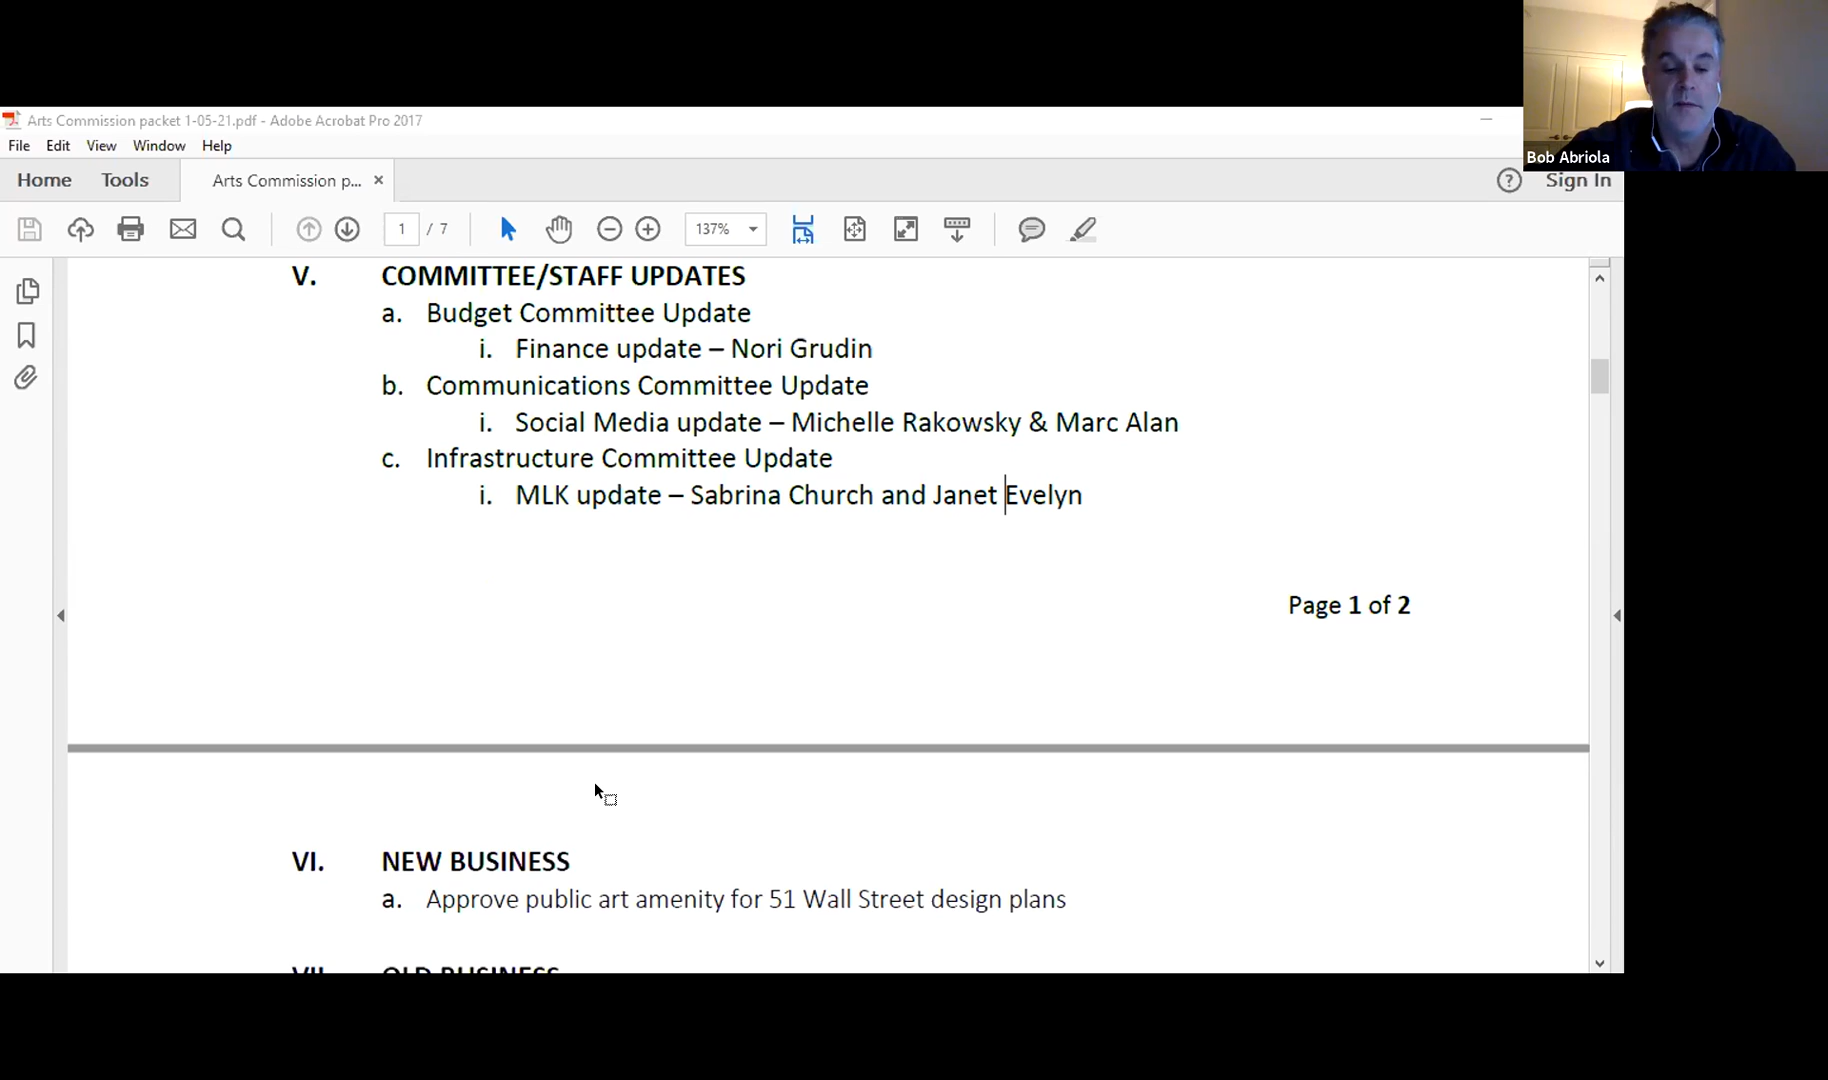 Bob Abriola
Arts Commission packet 1-05-21.pdf - Adobe Acrobat Pro 2017
File Edit View Window Help
Home Tools Arts Commission p... × ? Sign In
1 / 7 137%
V. COMMITTEE/STAFF UPDATES
a. Budget Committee Update
i. Finance update – Nori Grudin
b. Communications Committee Update
i. Social Media update – Michelle Rakowsky & Marc Alan
c. Infrastructure Committee Update
i. MLK update – Sabrina Church and Janet Evelyn
Page 1 of 2
VI. NEW BUSINESS
a. Approve public art amenity for 51 Wall Street design plans
VII. OLD BUSINESS